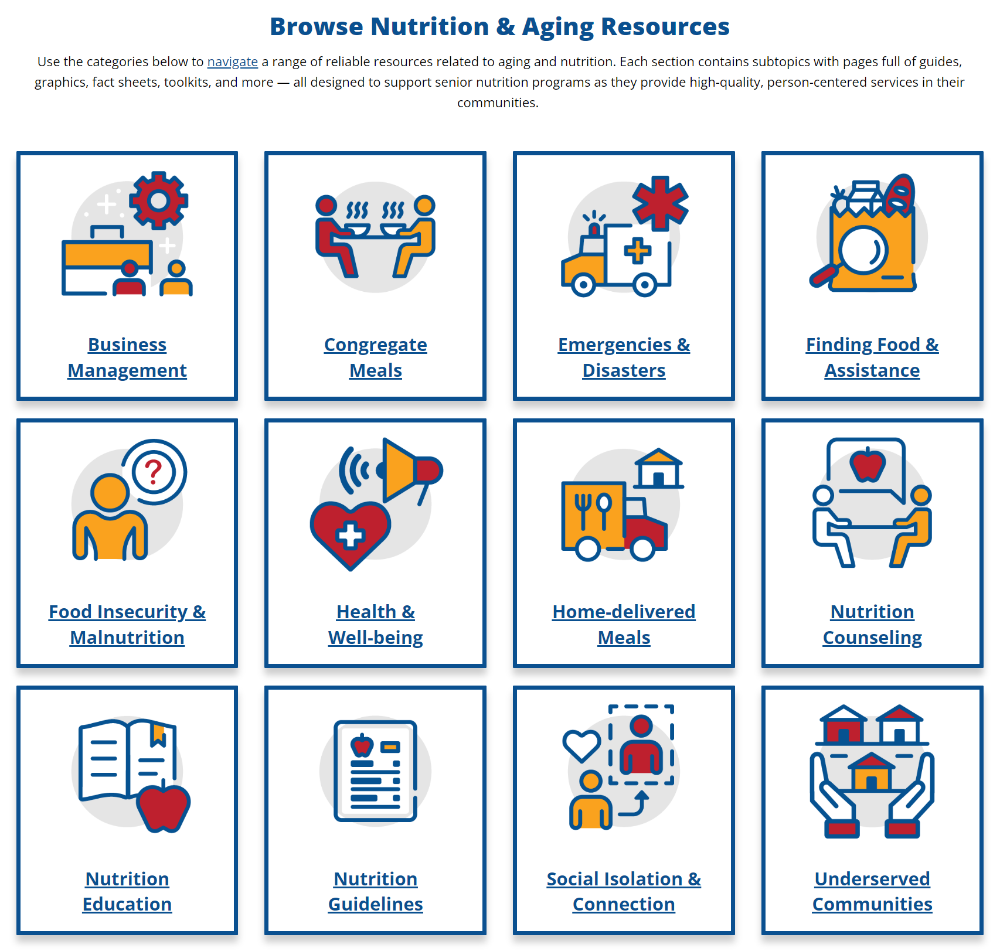 Browse Nutrition & Aging Resources
Use the categories below to navigate a range of reliable resources related to aging and nutrition. Each section contains subtopics with pages full of guides,
graphics, fact sheets, toolkits, and more — all designed to support senior nutrition programs as they provide high-quality, person-centered services in their
communities.
Business
Management
Congregate
Meals
Emergencies &
Disasters
Finding Food &
Assistance
?
Food Insecurity &
Malnutrition
Health &
Well-being
Home-delivered
Meals
Nutrition
Counseling
Nutrition
Education
Nutrition
Guidelines
Social Isolation &
Connection
Underserved
Communities